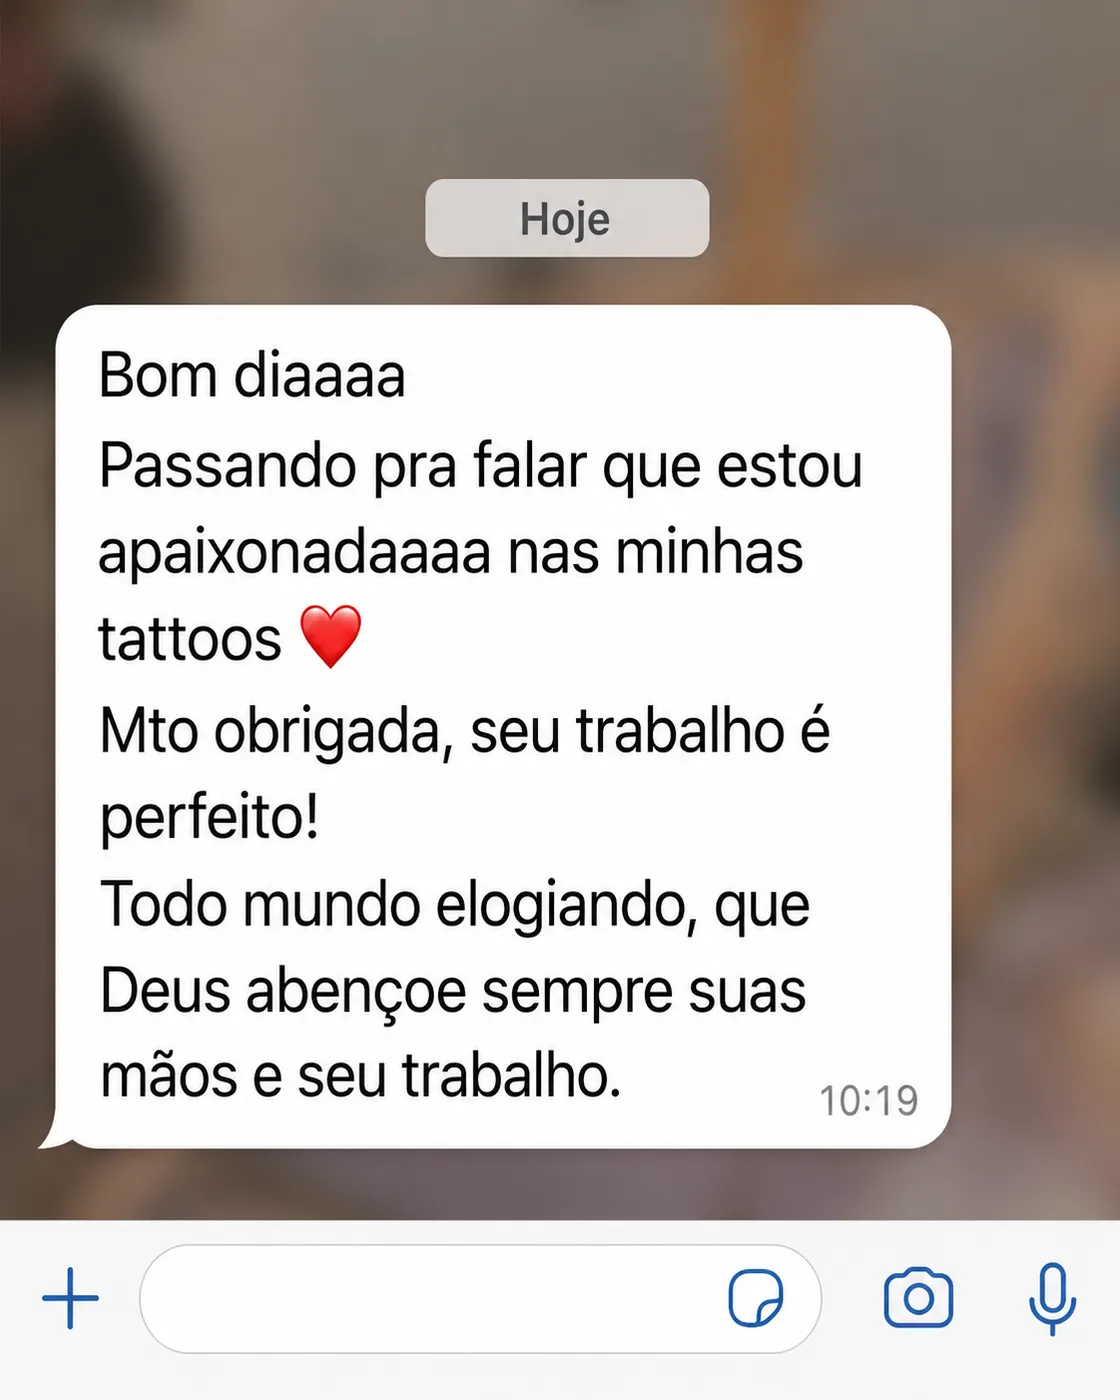 Hoje
Bom diaaaa
Passando pra falar que estou
apaixonadaaaa nas minhas
tattoos ❤️
Mto obrigada, seu trabalho é
perfeito!
Todo mundo elogiando, que
Deus abençoe sempre suas
mãos e seu trabalho.
10:19